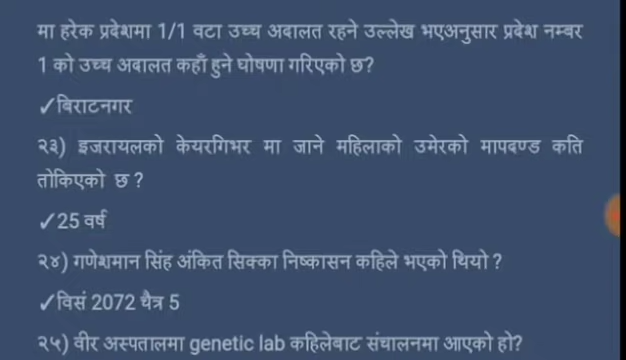 मा हरेक प्रदेशमा 1/1 वटा उच्च अदालत रहने उल्लेख भएअनुसार प्रदेश नम्बर
1 को उच्च अदालत कहाँ हुने घोषणा गरिएको छ?
✓बिराटनगर
२३) इजरायलको केयरगिभर मा जाने महिलाको उमेरको मापदण्ड कति
तोकिएको छ ?
✓25 वर्ष
२४) गणेशमान सिंह अंकित सिक्का निष्कासन कहिले भएको थियो ?
✓विसं 2072 चैत्र 5
२५) वीर अस्पतालमा genetic lab कहिलेबाट संचालनमा आएको हो?